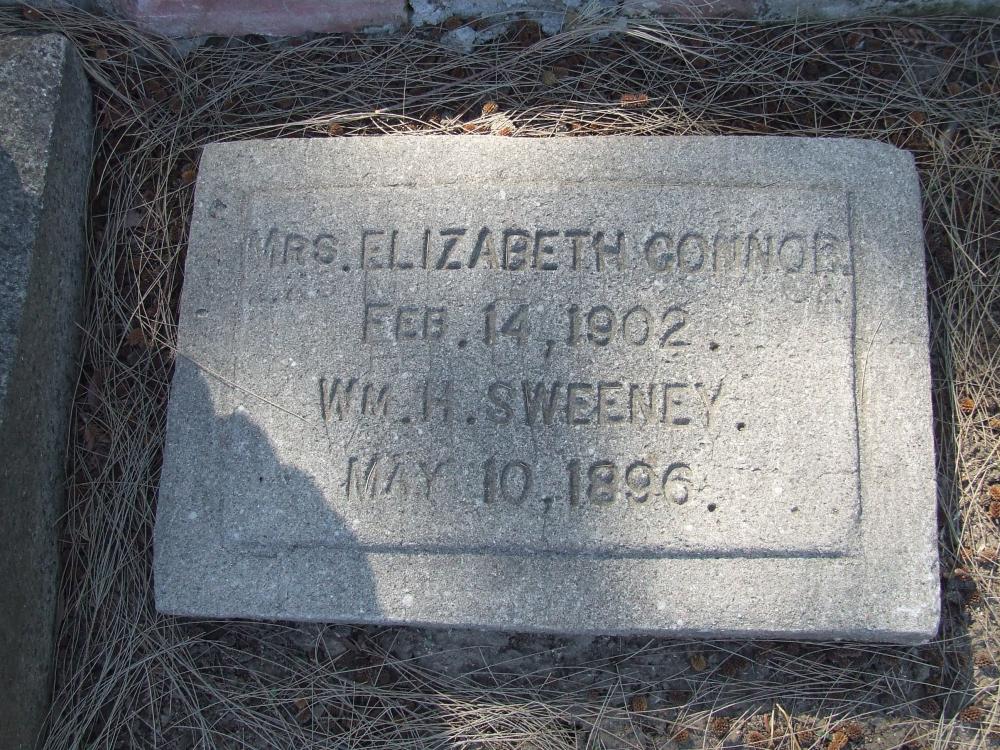 MRS. ELIZABETH CONNOR.
FEB. 14, 1902.
WM. H. SWEENEY.
MAY 10, 1896.